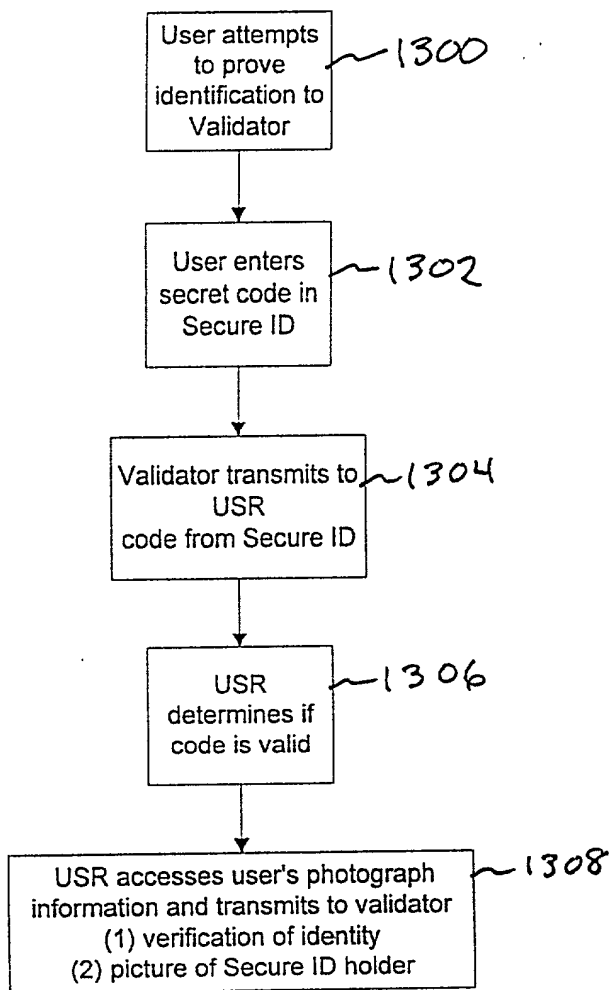 User attempts
to prove
identification to
Validator
1300
User enters
secret code in
Secure ID
1302
Validator transmits to
USR
code from Secure ID
1304
USR
determines if
code is valid
1306
USR accesses user's photograph
information and transmits to validator
(1) verification of identity
(2) picture of Secure ID holder
1308